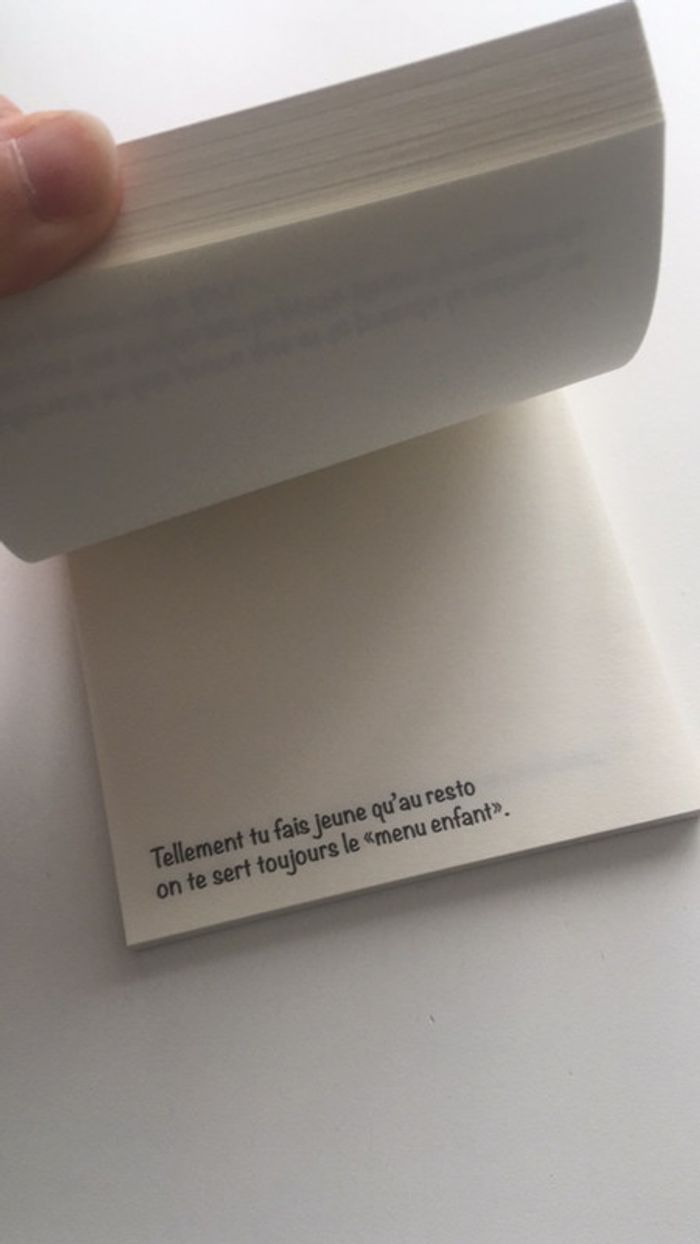 Tellement tu fais jeune qu'au resto
on te sert toujours le «menu enfant».